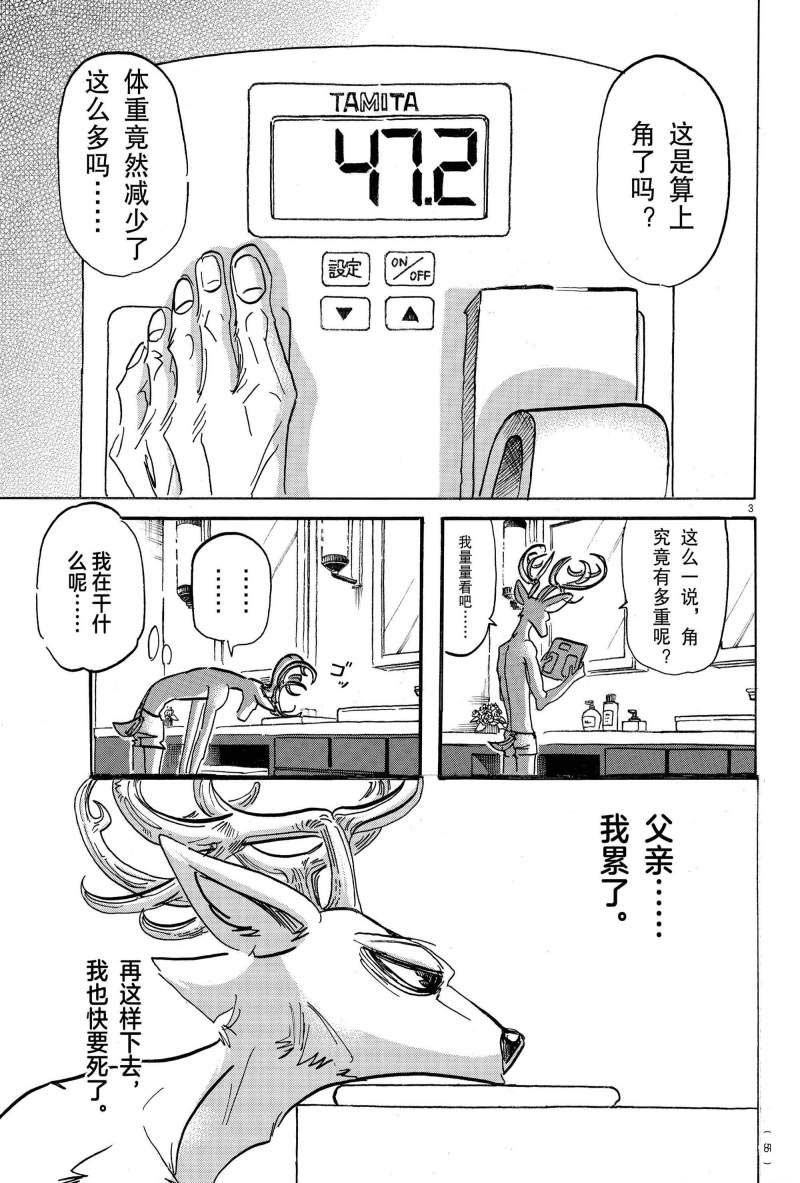 这是算上
角了吗？
TAMITA
47.2
設定
ON/OFF
▼
▲
体重竟然减少了
这么多吗……
3
这么一说，角
究竟有多重呢？
我量量看吧……
……
……
ゴッ
我在干什
么呢……
父亲……
我累了。
再这样下去，
我也快要死了。